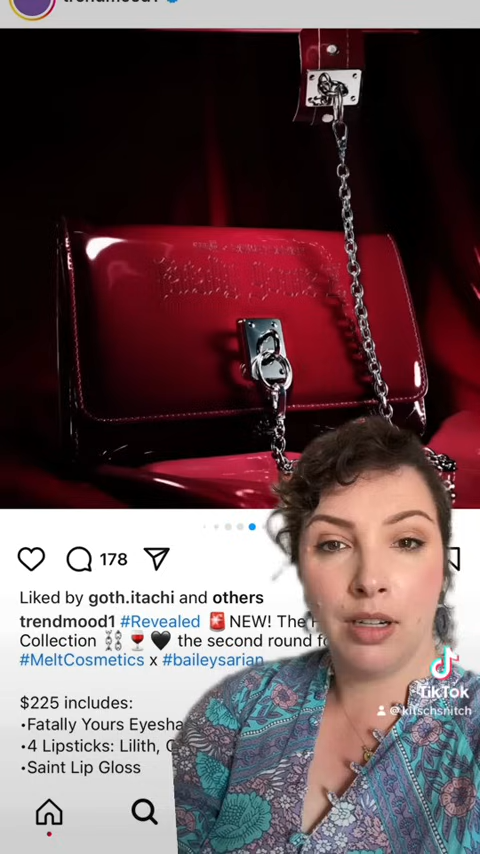 trendmood1
178
Liked by goth.itachi and others
trendmood1 #Revealed 🚨NEW! The
Collection ⛓️🍷🖤 the second round
#MeltCosmetics x #baileysarian
$225 includes:
•Fatally Yours
•4 Lipsticks: Lilith,
•Saint Lip Gloss
TikTok
@kitschsnitch